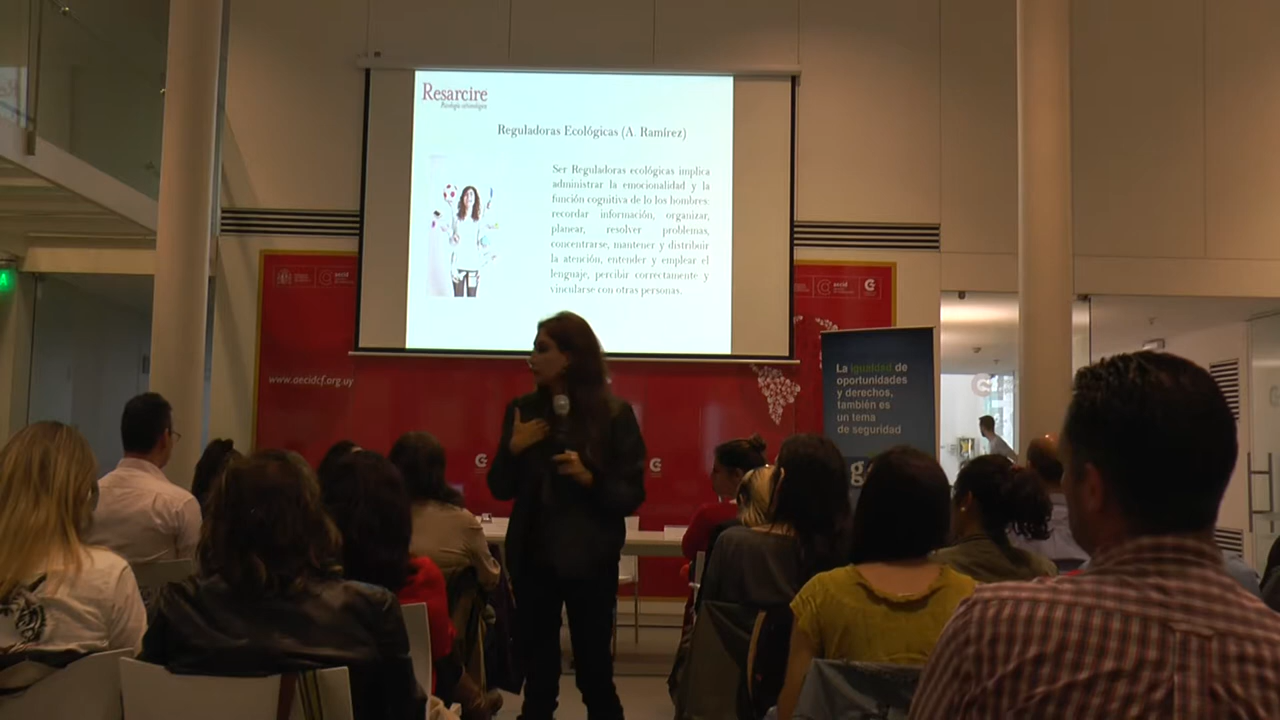 Resarcire
Reguladoras Ecológicas (A. Ramírez)
Ser Reguladoras ecológicas implica
administrar la emocionalidad y la
función cognitiva de lo los hombres:
recordar información, organizar,
planear, resolver problemas,
concentrarse, mantener y distribuir
la atención, entender y emplear el
lenguaje, percibir correctamente y
vincularse con otras personas.
aecid
aecid
www.aecidcf.org.uy
La igualdad de
oportunidades
y derechos,
también es
un tema
de seguridad